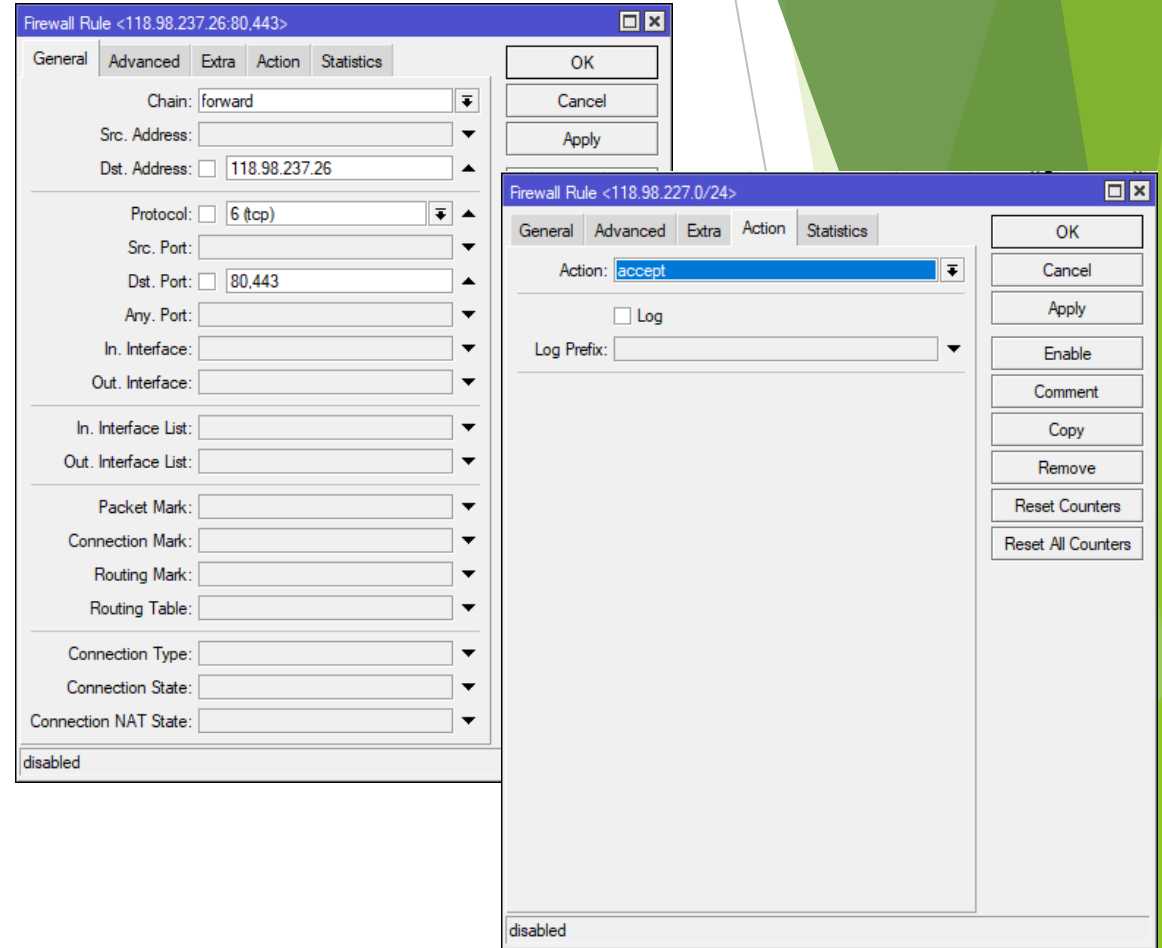 Firewall Rule <118.98.237.26:80,443>
General Advanced Extra Action Statistics
Chain: forward
Src. Address:
Dst. Address: 118.98.237.26
Protocol: 6 (tcp)
Src. Port:
Dst. Port: 80,443
Any. Port:
In. Interface:
Out. Interface:
In. Interface List:
Out. Interface List:
Packet Mark:
Connection Mark:
Routing Mark:
Routing Table:
Connection Type:
Connection State:
Connection NAT State:
disabled
OK
Cancel
Apply
Firewall Rule <118.98.227.0/24>
General Advanced Extra Action Statistics
Action: accept
Log
Log Prefix:
OK
Cancel
Apply
Enable
Comment
Copy
Remove
Reset Counters
Reset All Counters
disabled